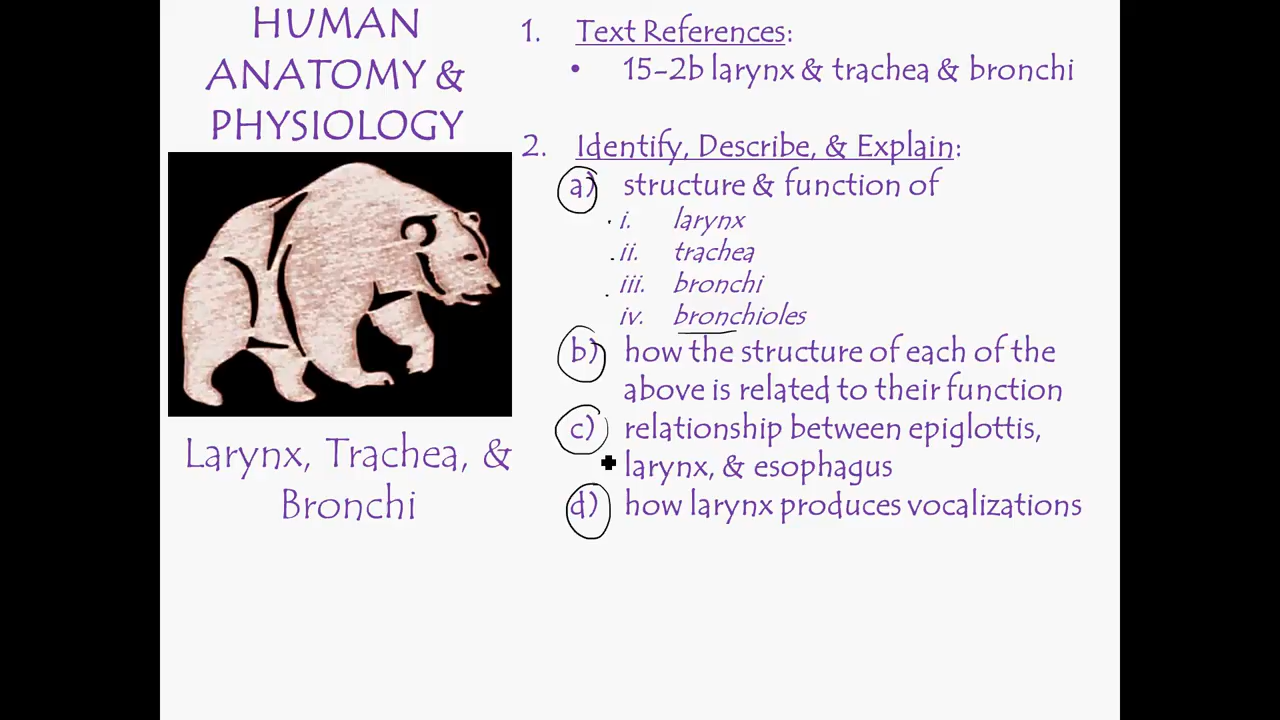 HUMAN
ANATOMY &
PHYSIOLOGY
Larynx, Trachea, &
Bronchi
1. Text References:
• 15-2b larynx & trachea & bronchi
2. Identify, Describe, & Explain:
a) structure & function of
i. larynx
ii. trachea
iii. bronchi
iv. bronchioles
b) how the structure of each of the
above is related to their function
c) relationship between epiglottis,
larynx, & esophagus
d) how larynx produces vocalizations